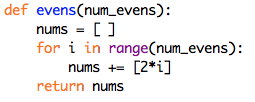 def evens(num_evens):
    nums = [ ]
    for i in range(num_evens):
        nums += [2*i]
    return nums